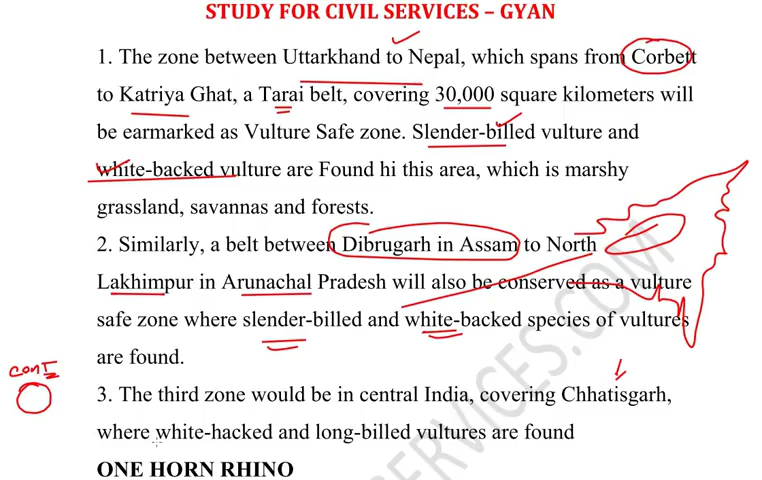 STUDY FOR CIVIL SERVICES – GYAN
1. The zone between Uttarkhand to Nepal, which spans from Corbett
to Katriya Ghat, a Tarai belt, covering 30,000 square kilometers will
be earmarked as Vulture Safe zone. Slender-billed vulture and
white-backed vulture are Found hi this area, which is marshy
grassland, savannas and forests.
2. Similarly, a belt between Dibrugarh in Assam to North
Lakhimpur in Arunachal Pradesh will also be conserved as a vulture
safe zone where slender-billed and white-backed species of vultures
are found.
3. The third zone would be in central India, covering Chhatisgarh,
where white-hacked and long-billed vultures are found
ONE HORN RHINO